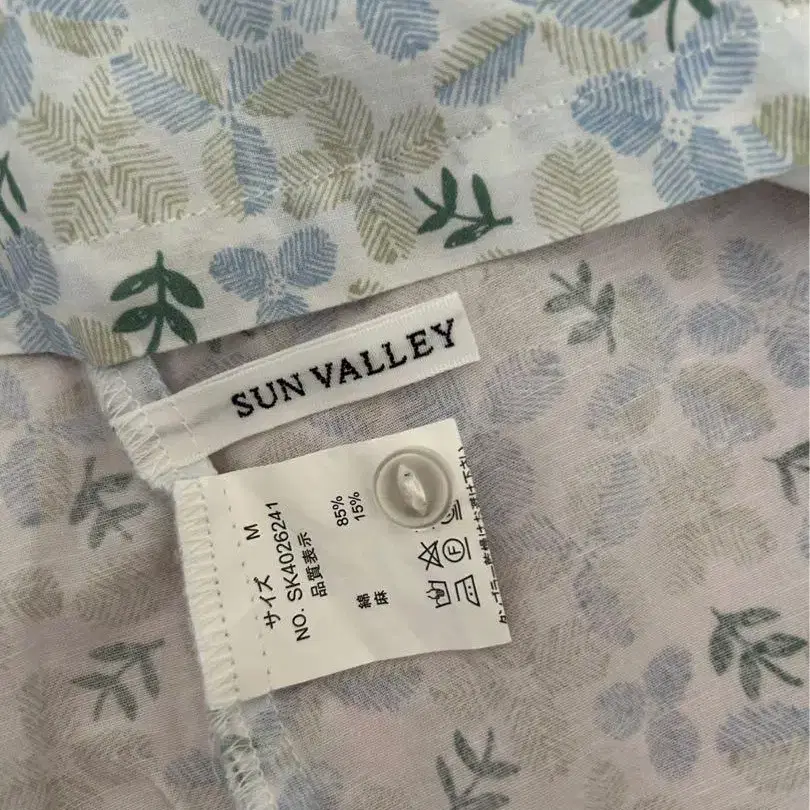 SUN VALLEY
サイズ M
NO. SK4026241
品質表示
綿 85%
麻 15%
F